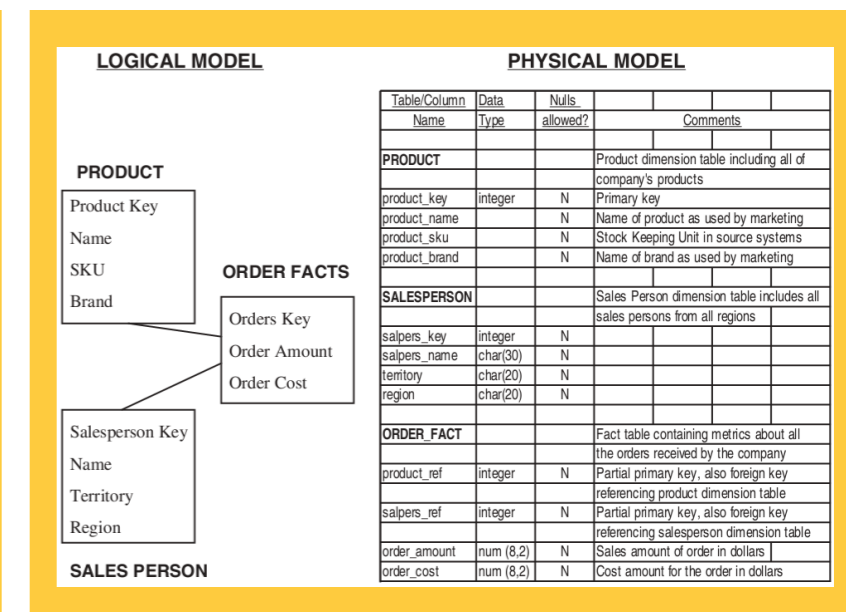 LOGICAL MODEL
PRODUCT
Product Key
Name
SKU
Brand
ORDER FACTS
Orders Key
Order Amount
Order Cost
Salesperson Key
Name
Territory
Region
SALES PERSON
PHYSICAL MODEL
Table/Column Data Nulls
Name Type allowed? Comments
PRODUCT Product dimension table including all of
company's products
product_key integer N Primary key
product_name N Name of product as used by marketing
product_sku N Stock Keeping Unit in source systems
product_brand N Name of brand as used by marketing
SALESPERSON Sales Person dimension table includes all
sales persons from all regions
salpers_key integer N
salpers_name char(30) N
territory char(20) N
region char(20) N
ORDER_FACT Fact table containing metrics about all
the orders received by the company
product_ref integer N Partial primary key, also foreign key
referencing product dimension table
salpers_ref integer N Partial primary key, also foreign key
referencing salesperson dimension table
order_amount num (8,2) N Sales amount of order in dollars
order_cost num (8,2) N Cost amount for the order in dollars